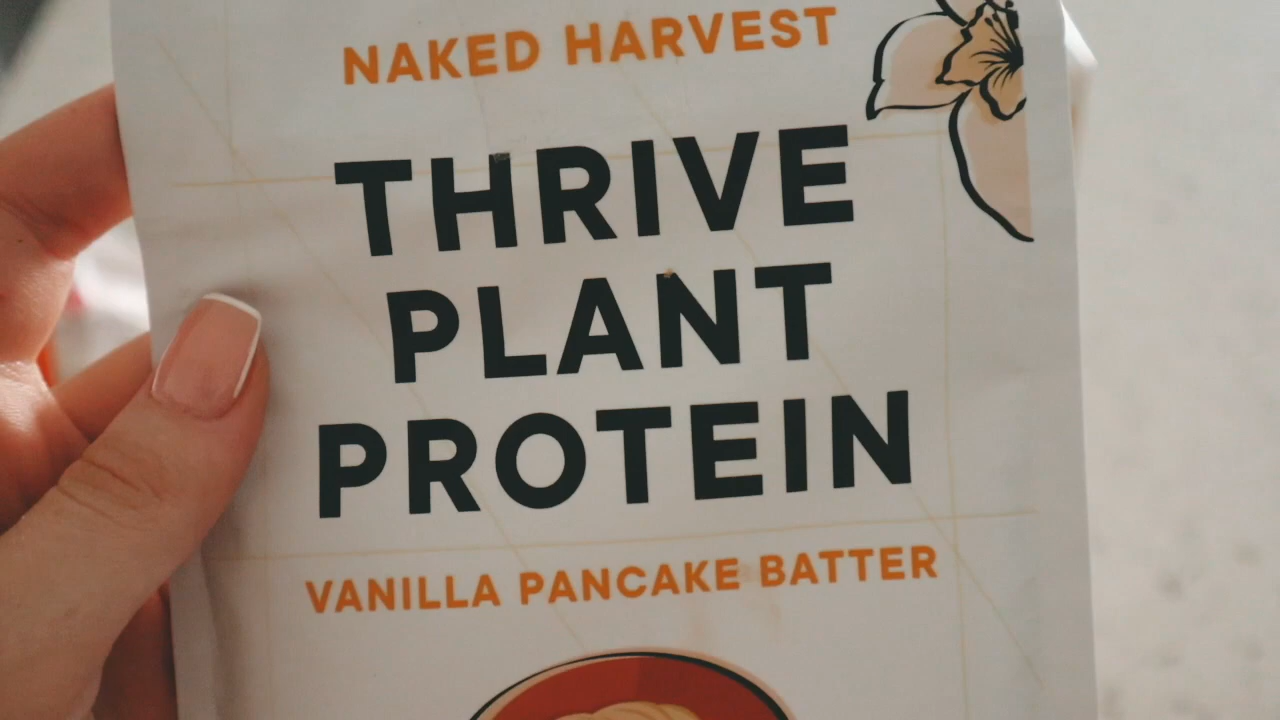 NAKED HARVEST
THRIVE
PLANT
PROTEIN
VANILLA PANCAKE BATTER